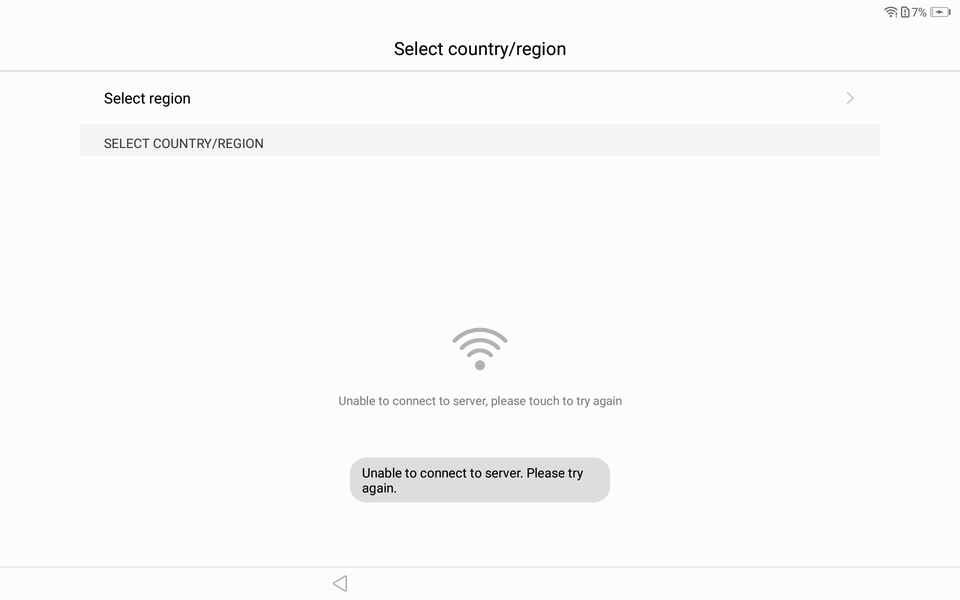 7%
Select country/region
Select region
SELECT COUNTRY/REGION
Unable to connect to server, please touch to try again
Unable to connect to server. Please try
again.